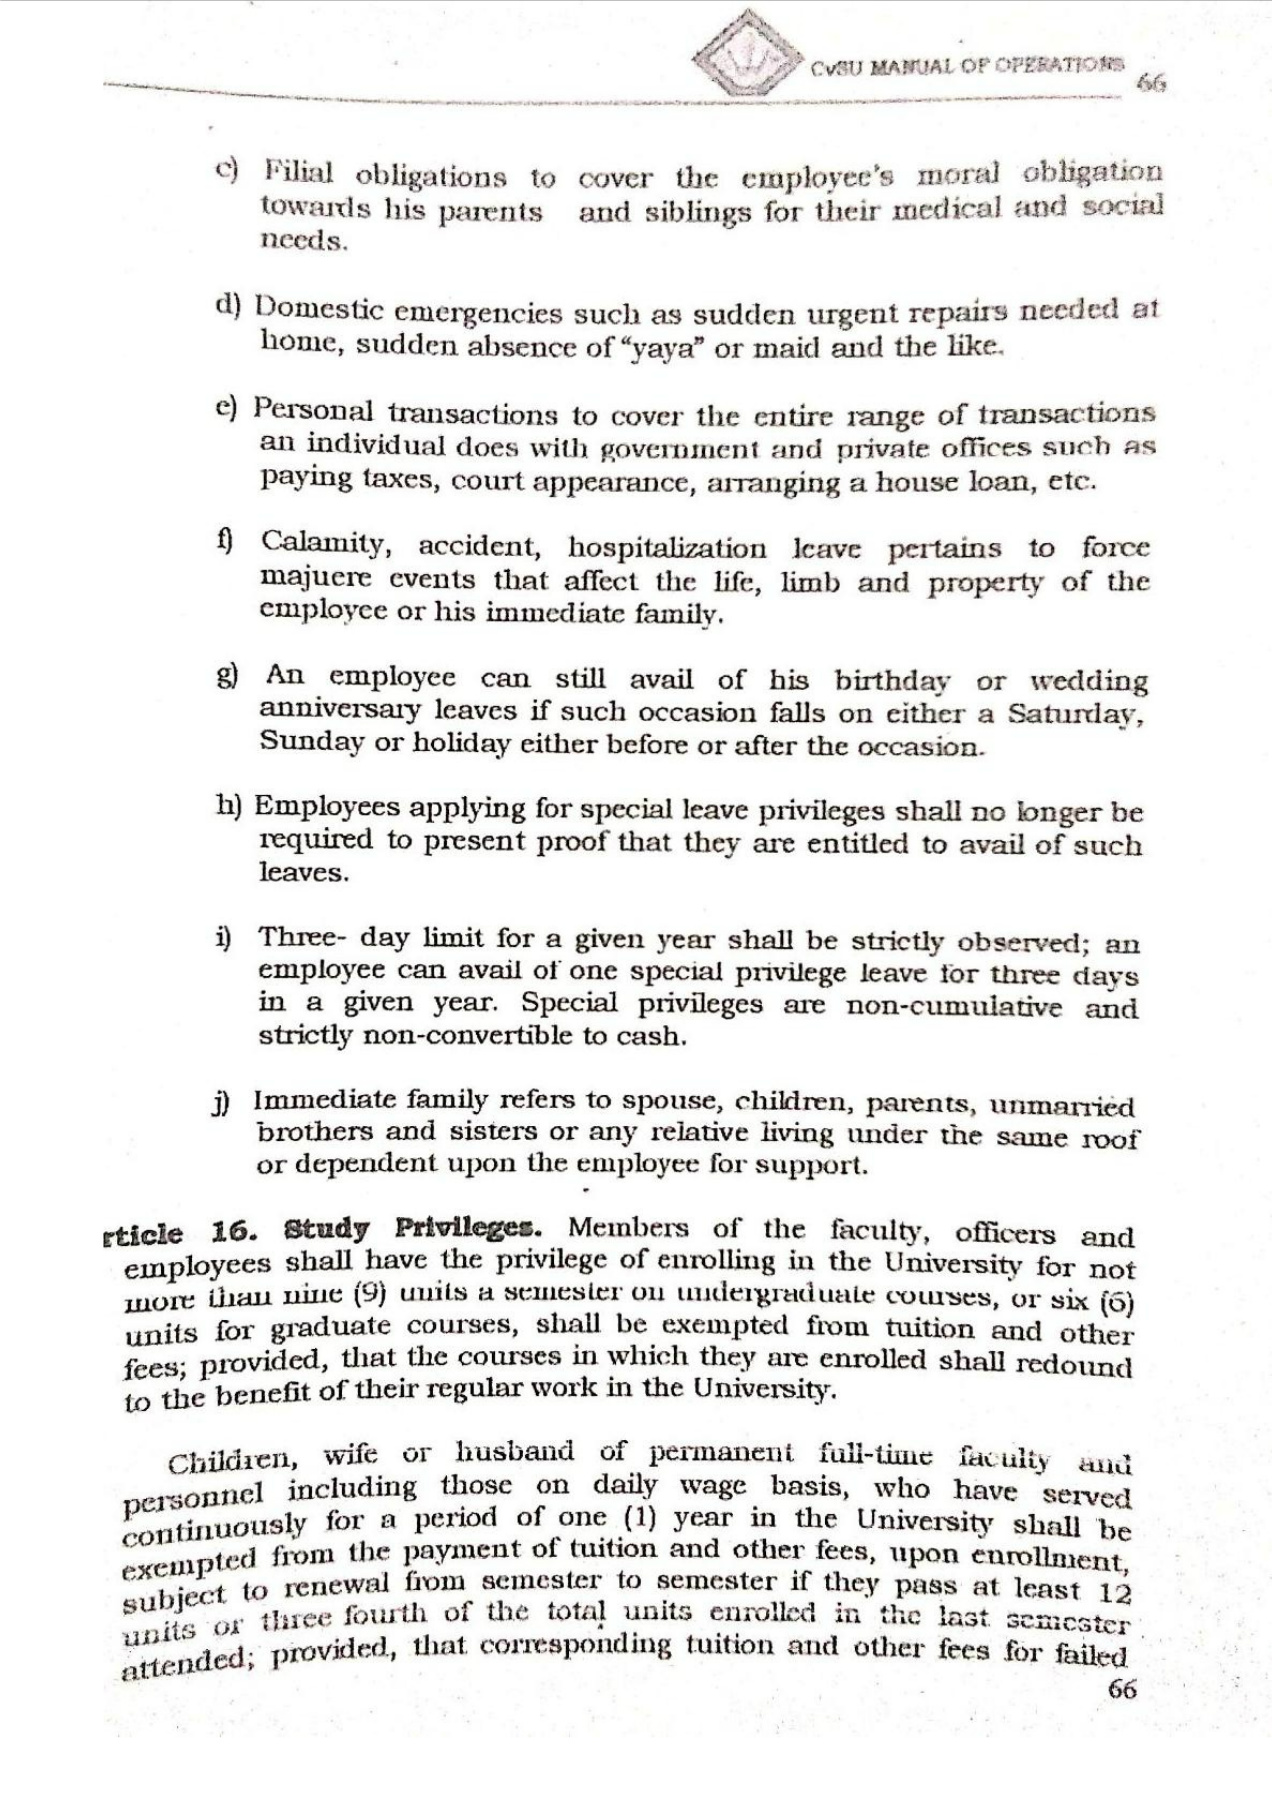 CvSU MANUAL OF OPERATIONS
66
c) Filial obligations to cover the employee's moral obligation
towards his parents and siblings for their medical and social
needs.
d) Domestic emergencies such as sudden urgent repairs needed at
home, sudden absence of “yaya” or maid and the like.
e) Personal transactions to cover the entire range of transactions
an individual does with government and private offices such as
paying taxes, court appearance, arranging a house loan, etc.
f) Calamity, accident, hospitalization leave pertains to force
majuere events that affect the life, limb and property of the
employee or his immediate family.
g) An employee can still avail of his birthday or wedding
anniversary leaves if such occasion falls on either a Saturday,
Sunday or holiday either before or after the occasion.
h) Employees applying for special leave privileges shall no longer be
required to present proof that they are entitled to avail of such
leaves.
i) Three- day limit for a given year shall be strictly observed; an
employee can avail of one special privilege leave for three days
in a given year. Special privileges are non-cumulative and
strictly non-convertible to cash.
j) Immediate family refers to spouse, children, parents, unmarried
brothers and sisters or any relative living under the same roof
or dependent upon the employee for support.
rticle 16. Study Privileges. Members of the faculty, officers and
employees shall have the privilege of enrolling in the University for not
more than nine (9) units a semester on undergraduate courses, or six (6)
units for graduate courses, shall be exempted from tuition and other
fees; provided, that the courses in which they are enrolled shall redound
to the benefit of their regular work in the University.
Children, wife or husband of permanent full-time faculty and
personnel including those on daily wage basis, who have served
continuously for a period of one (1) year in the University shall be
exempted from the payment of tuition and other fees, upon enrollment,
subject to renewal from semester to semester if they pass at least 12
units or three fourth of the total units enrolled in the last semester
attended; provided, that corresponding tuition and other fees for failed
66